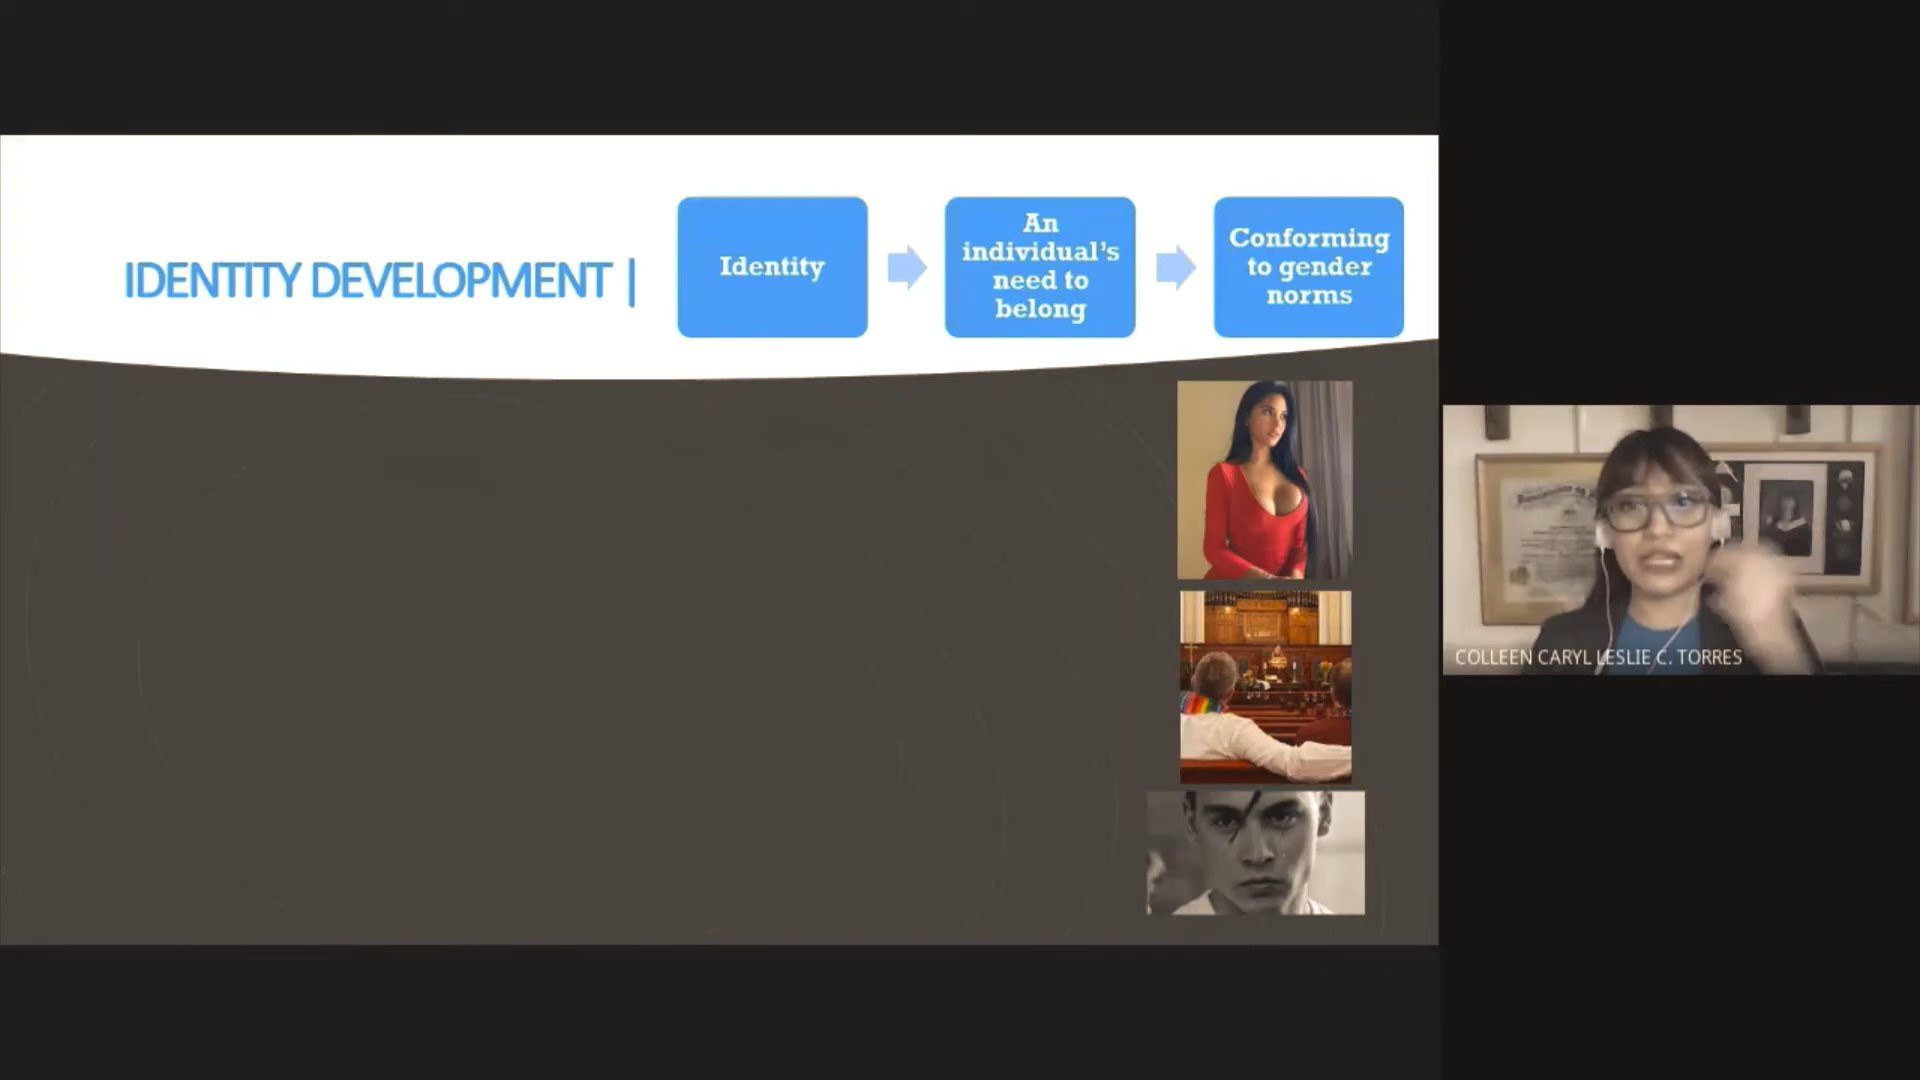 IDENTITY DEVELOPMENT |
Identity
An
individual's
need to
belong
Conforming
to gender
norms
COLLEEN CARYL LESLIE C. TORRES